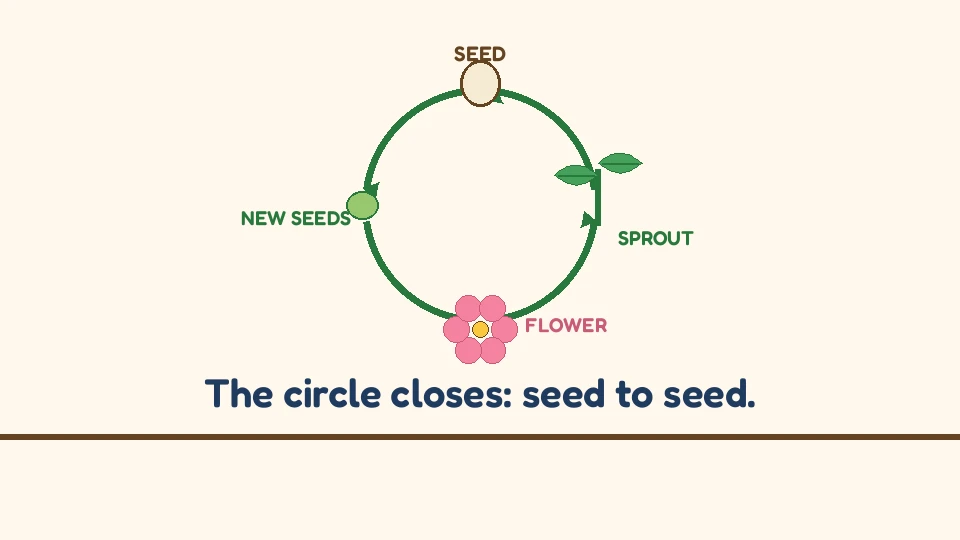 SEED
NEW SEEDS
SPROUT
FLOWER
The circle closes: seed to seed.